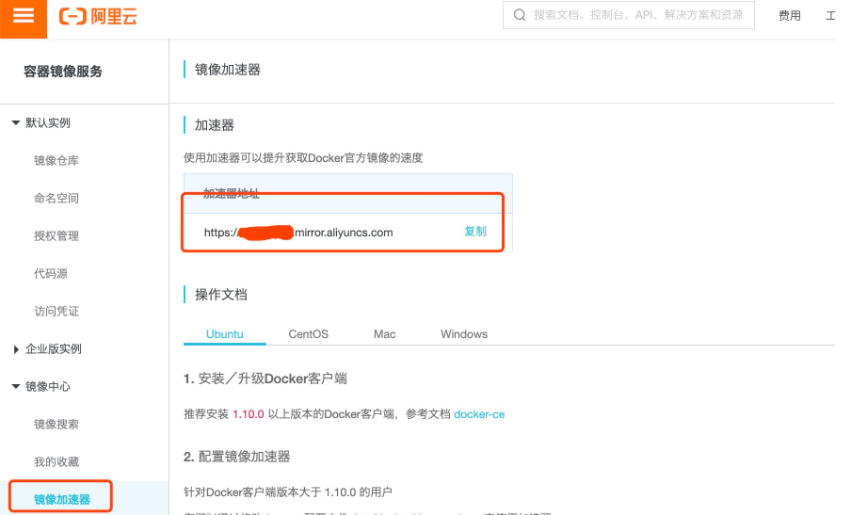 阿里云
搜索文档、控制台、API、解决方案和资源
费用
工
容器镜像服务
镜像加速器
默认实例
镜像仓库
命名空间
授权管理
代码源
访问凭证
企业版实例
镜像中心
镜像搜索
我的收藏
镜像加速器
加速器
使用加速器可以提升获取Docker官方镜像的速度
加速器地址
https:/ .mirror.aliyuncs.com
复制
操作文档
Ubuntu CentOS Mac Windows
1. 安装／升级Docker客户端
推荐安装 1.10.0 以上版本的Docker客户端，参考文档 docker-ce
2. 配置镜像加速器
针对Docker客户端版本大于 1.10.0 的用户